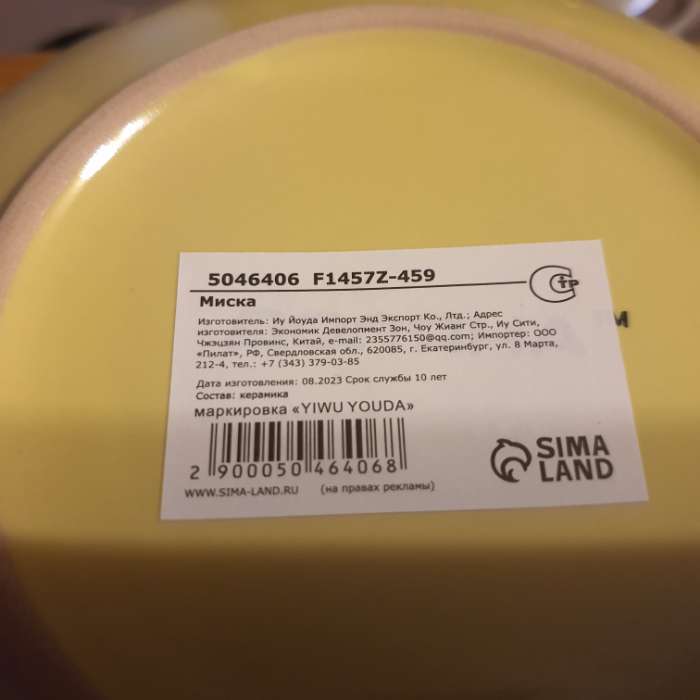 5046406 F1457Z-459
Миска
Изготовитель: Иу Йоуда Импорт Энд Экспорт Ко., Лтд.; Адрес
изготовителя: Экономик Девелопмент Зон, Чоу Жианг Стр., Иу Сити,
Чжэцзян Провинс, Китай, e-mail: 2355776150@qq.com; Импортер: ООО
«Пилат», РФ, Свердловская обл., 620085, г. Екатеринбург, ул. 8 Марта,
212-4, тел.: +7 (343) 379-03-85
Дата изготовления: 08.2023 Срок службы 10 лет
Состав: керамика
маркировка «YIWU YOUDA»
2 900050 464068
WWW.SIMA-LAND.RU (на правах рекламы)
SIMA
LAND